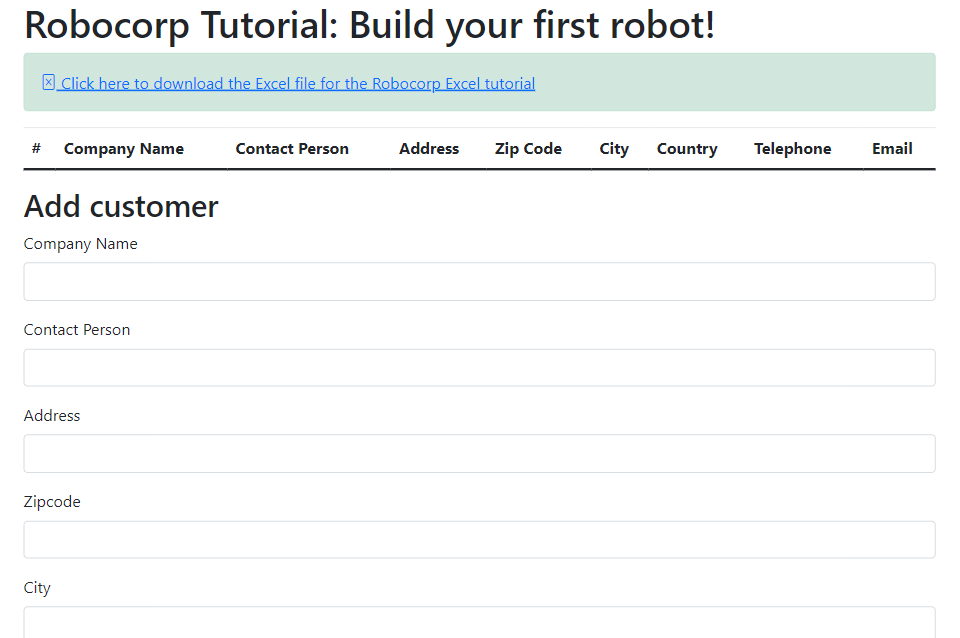 Robocorp Tutorial: Build your first robot!
Click here to download the Excel file for the Robocorp Excel tutorial
# Company Name Contact Person Address Zip Code City Country Telephone Email
Add customer
Company Name
Contact Person
Address
Zipcode
City